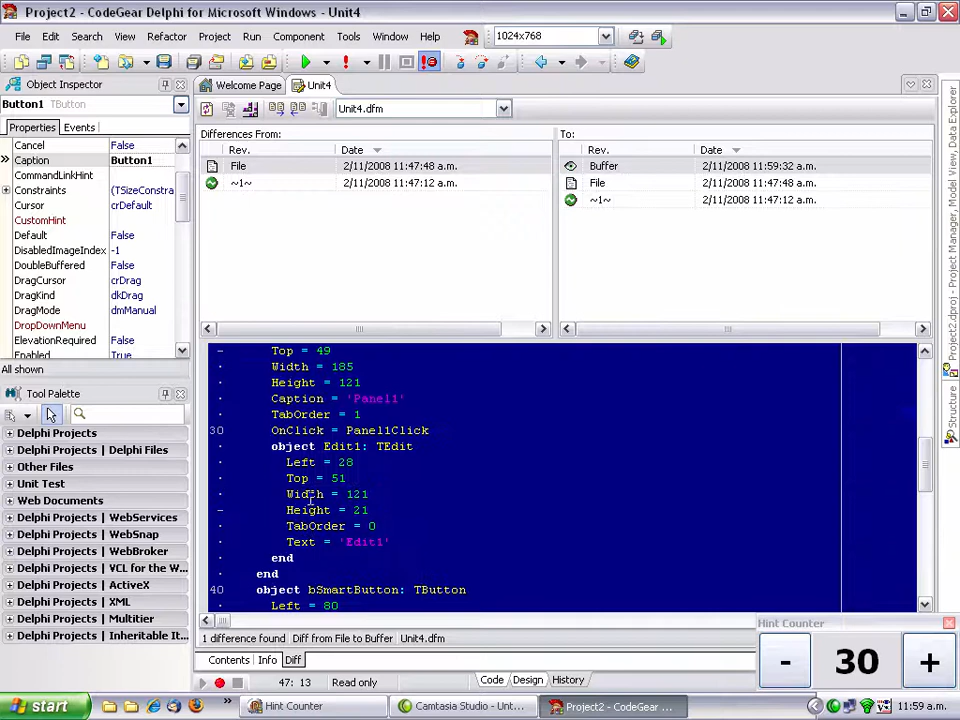 Project2 - CodeGear Delphi for Microsoft Windows - Unit4
File Edit Search View Refactor Project Run Component Tools Window Help
1024x768
Object Inspector
Button1 TButton
Properties Events
Cancel False
Caption Button1
CommandLinkHint
Constraints (TSizeConstra
Cursor crDefault
CustomHint
Default False
DisabledImageIndex -1
DoubleBuffered False
DragCursor crDrag
DragKind dkDrag
DragMode dmManual
DropDownMenu
ElevationRequired False
Enabled True
All shown
Tool Palette
Delphi Projects
Delphi Projects | Delphi Files
Other Files
Unit Test
Web Documents
Delphi Projects | WebServices
Delphi Projects | WebSnap
Delphi Projects | WebBroker
Delphi Projects | VCL for the W...
Delphi Projects | ActiveX
Delphi Projects | XML
Delphi Projects | Multitier
Delphi Projects | Inheritable It...
Welcome Page Unit4
Unit4.dfm
Differences From:
Rev. Date
File 2/11/2008 11:47:48 a.m.
~1~ 2/11/2008 11:47:12 a.m.
To:
Rev. Date
Buffer 2/11/2008 11:59:32 a.m.
File 2/11/2008 11:47:48 a.m.
~1~ 2/11/2008 11:47:12 a.m.
Top = 49
Width = 185
Height = 121
Caption = 'Panel1'
TabOrder = 1
30 OnClick = Panel1Click
object Edit1: TEdit
Left = 28
Top = 51
Width = 121
Height = 21
TabOrder = 0
Text = 'Edit1'
end
end
40 object bSmartButton: TButton
Left = 80
1 difference found Diff from File to Buffer Unit4.dfm
Contents Info Diff
47: 13 Read only Code Design History
Project2.dproj - Project Manager, Model View, Data Explorer
Structure
Hint Counter
- 30 +
start
Hint Counter
Camtasia Studio - Unt...
Project2 - CodeGear ...
11:59 a.m.